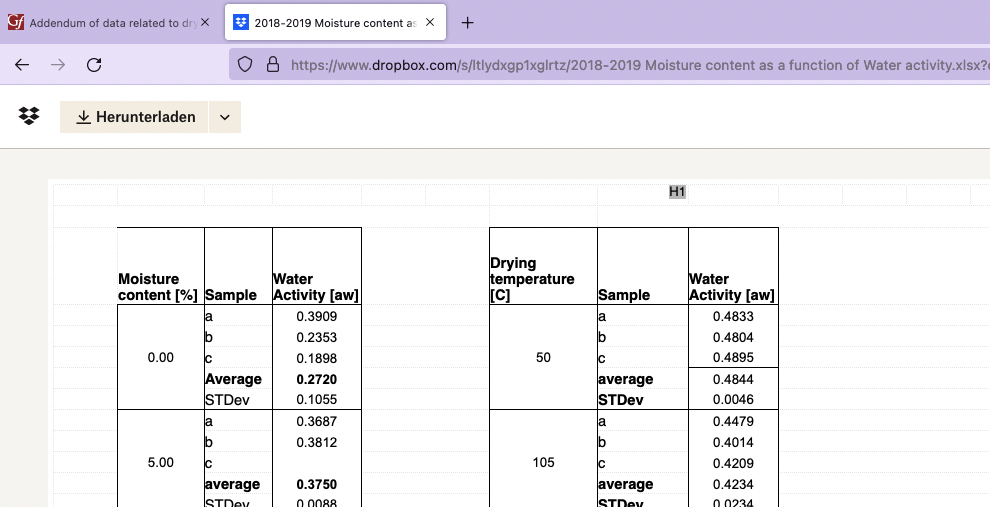 Gf Addendum of data related to dry
2018-2019 Moisture content as
https://www.dropbox.com/s/ltlydxgp1xglrtz/2018-2019 Moisture content as a function of Water activity.xlsx?
Herunterladen
H1
Moisture content [%] Sample Water Activity [aw] Drying temperature [C] Sample Water Activity [aw]
a 0.3909 a 0.4833
b 0.2353 b 0.4804
0.00 c 0.1898 50 c 0.4895
Average 0.2720 average 0.4844
STDev 0.1055 STDev 0.0046
a 0.3687 a 0.4479
b 0.3812 b 0.4014
5.00 c 105 c 0.4209
average 0.3750 average 0.4234
STDev 0.0088 STDev 0.0234